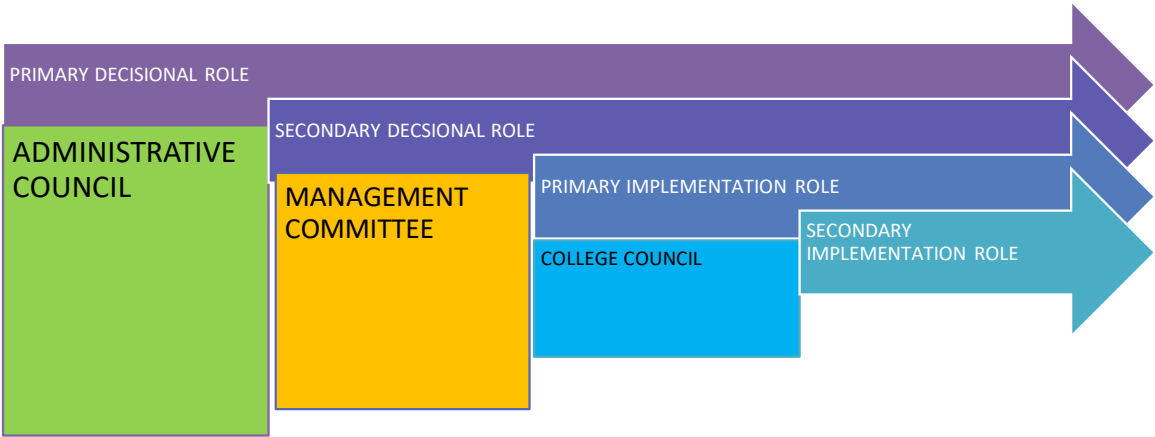 PRIMARY DECISIONAL ROLE
ADMINISTRATIVE
COUNCIL
SECONDARY DECSIONAL ROLE
MANAGEMENT
COMMITTEE
PRIMARY IMPLEMENTATION ROLE
COLLEGE COUNCIL
SECONDARY
IMPLEMENTATION ROLE